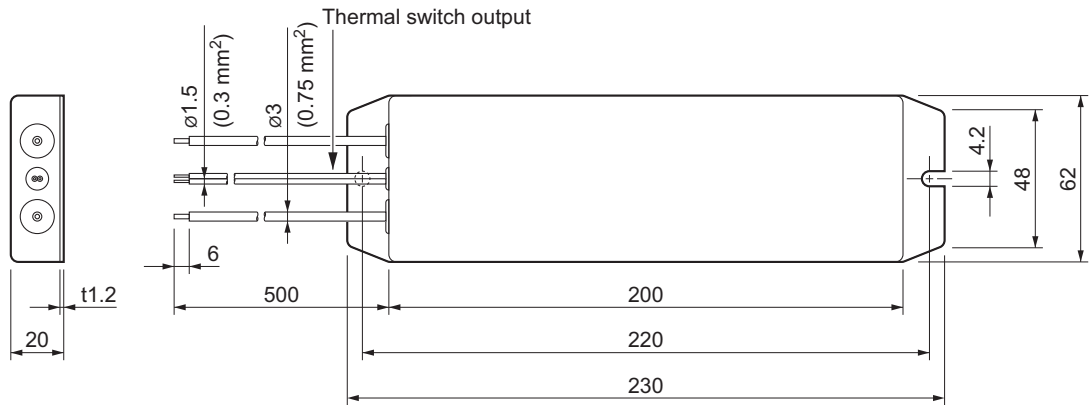 Thermal switch output
ø1.5
(0.3 mm²)
ø3
(0.75 mm²)
4.2
48
62
6
t1.2
500
200
20
220
230